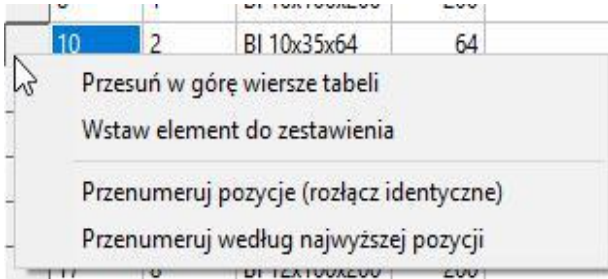 10 2 Bl 10x35x64 64
Przesuń w górę wiersze tabeli
Wstaw element do zestawienia
Przenumeruj pozycje (rozłącz identyczne)
Przenumeruj według najwyższej pozycji